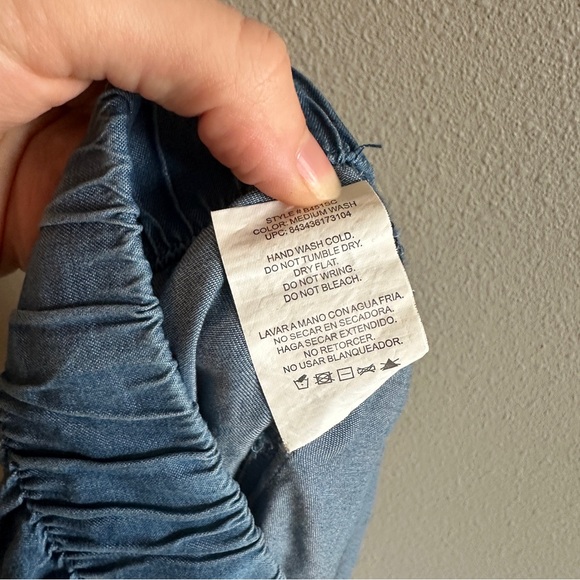 STYLE # B4515C
COLOR: MEDIUM WASH
UPC: 843436173104
HAND WASH COLD.
DO NOT TUMBLE DRY.
DRY FLAT.
DO NOT WRING.
DO NOT BLEACH.
LAVAR A MANO CON AGUA FRIA.
NO SECAR EN SECADORA.
HAGA SECAR EXTENDIDO.
NO RETORCER.
NO USAR BLANQUEADOR.